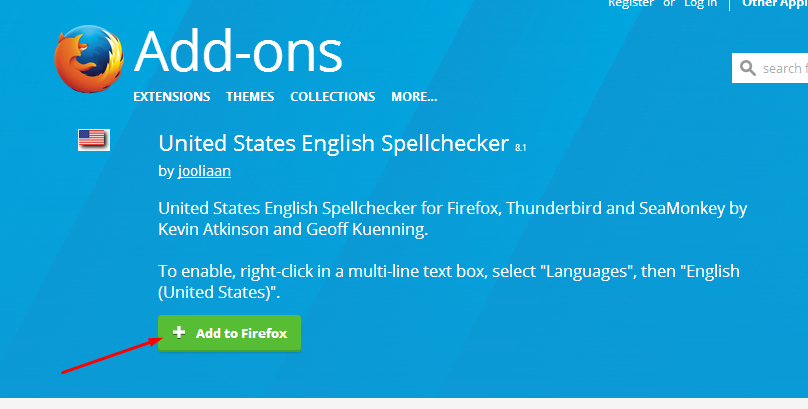 Register or Log in | Other Appl
Add-ons
EXTENSIONS THEMES COLLECTIONS MORE...
search f
United States English Spellchecker 8.1
by jooliaan
United States English Spellchecker for Firefox, Thunderbird and SeaMonkey by
Kevin Atkinson and Geoff Kuenning.
To enable, right-click in a multi-line text box, select "Languages", then "English
(United States)".
Add to Firefox